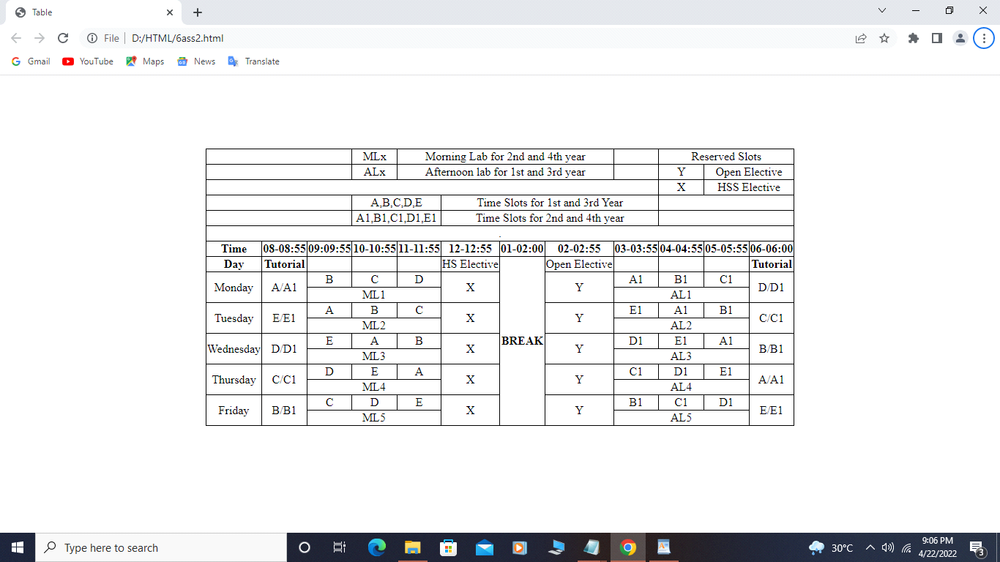 Table
File D:/HTML/6ass2.html
Gmail YouTube Maps News Translate
MLx Morning Lab for 2nd and 4th year Reserved Slots
ALx Afternoon lab for 1st and 3rd year Y Open Elective
X HSS Elective
A,B,C,D,E Time Slots for 1st and 3rd Year
A1,B1,C1,D1,E1 Time Slots for 2nd and 4th year
.
Time 08-08:55 09:09:55 10-10:55 11-11:55 12-12:55 01-02:00 02-02:55 03-03:55 04-04:55 05-05:55 06-06:00
Day Tutorial HS Elective Open Elective Tutorial
B C D A1 B1 C1
Monday A/A1 X Y D/D1
ML1 AL1
A B C E1 A1 B1
Tuesday E/E1 X Y C/C1
ML2 AL2
E A B BREAK D1 E1 A1
Wednesday D/D1 X Y B/B1
ML3 AL3
D E A C1 D1 E1
Thursday C/C1 X Y A/A1
ML4 AL4
C D E B1 C1 D1
Friday B/B1 X Y E/E1
ML5 AL5
Type here to search
30°C
9:06 PM
4/22/2022
3